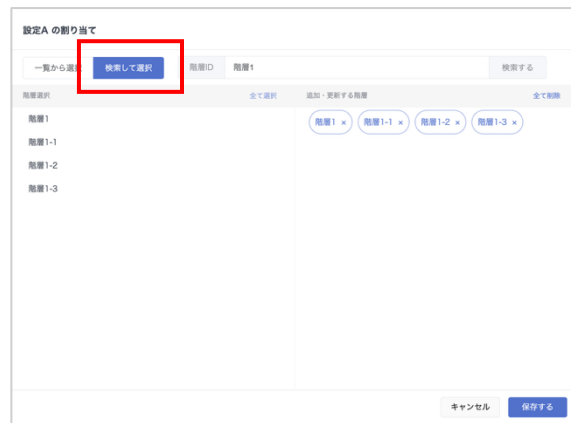 設定A の割り当て
一覧から選択 検索して選択 階層ID 階層1 検索する
階層選択 全て選択 追加・更新する階層 全て削除
階層1 階層1 × 階層1-1 × 階層1-2 × 階層1-3 ×
階層1-1
階層1-2
階層1-3
キャンセル 保存する